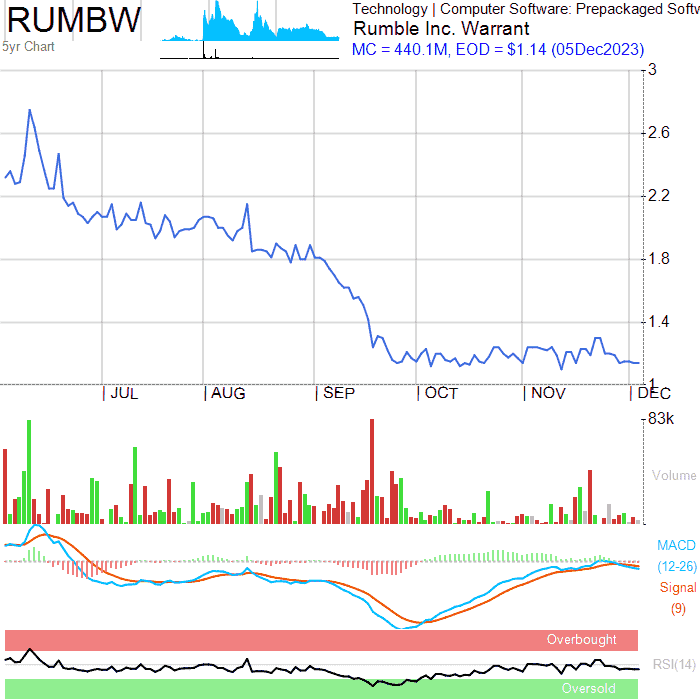 RUMBW
5yr Chart
Technology | Computer Software: Prepackaged Softw
Rumble Inc. Warrant
MC = 440.1M, EOD = $1.14 (05Dec2023)
3
2.6
2.2
1.8
1.4
1
JUL
AUG
SEP
OCT
NOV
DEC
83k
Volume
MACD
(12-26)
Signal
(9)
Overbought
RSI(14)
Oversold